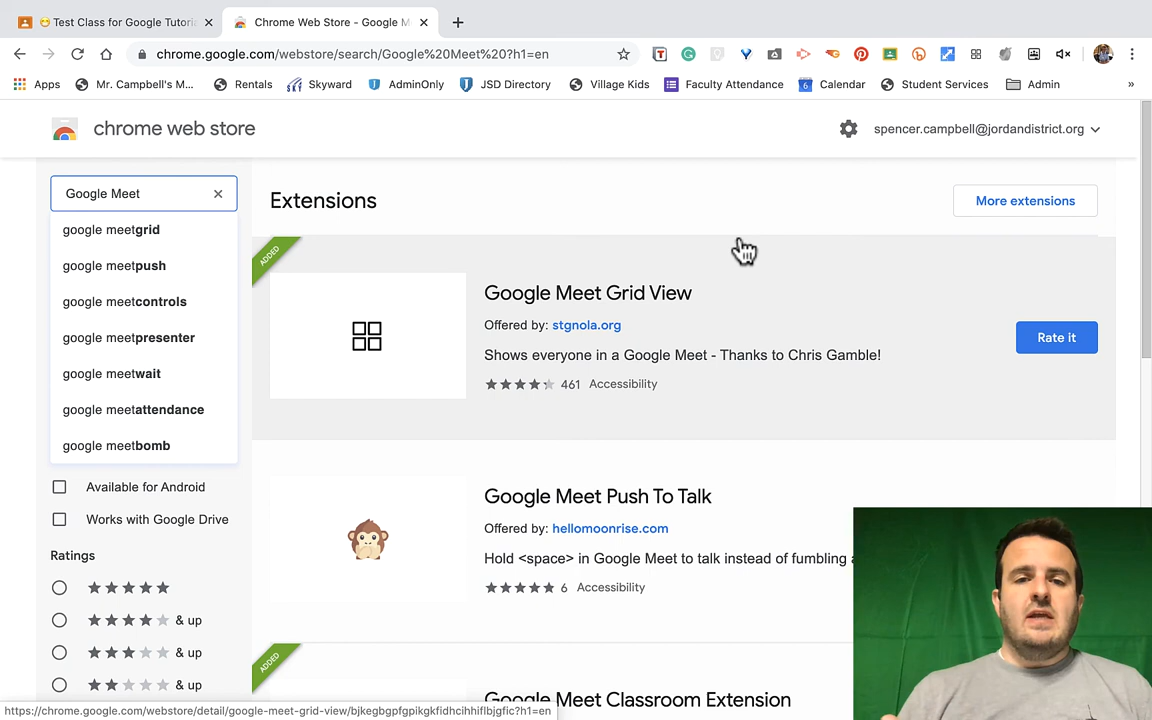 Test Class for Google Tutoria
Chrome Web Store - Google M
chrome.google.com/webstore/search/Google%20Meet%20?h1=en
Apps
Mr. Campbell's M...
Rentals
Skyward
AdminOnly
JSD Directory
Village Kids
Faculty Attendance
Calendar
Student Services
Admin
»
chrome web store
spencer.campbell@jordandistrict.org
Google Meet
google meetgrid
google meetpush
google meetcontrols
google meetpresenter
google meetwait
google meetattendance
google meetbomb
Available for Android
Works with Google Drive
Ratings
& up
& up
& up
Extensions
More extensions
ADDED
Google Meet Grid View
Offered by: stgnola.org
Shows everyone in a Google Meet - Thanks to Chris Gamble!
461 Accessibility
Rate it
Google Meet Push To Talk
Offered by: hellomoonrise.com
Hold <space> in Google Meet to talk instead of fumbling
6 Accessibility
ADDED
Google Meet Classroom Extension
https://chrome.google.com/webstore/detail/google-meet-grid-view/bjkegbgpfgpikgkfidhcihhiflbjgfic?h1=en